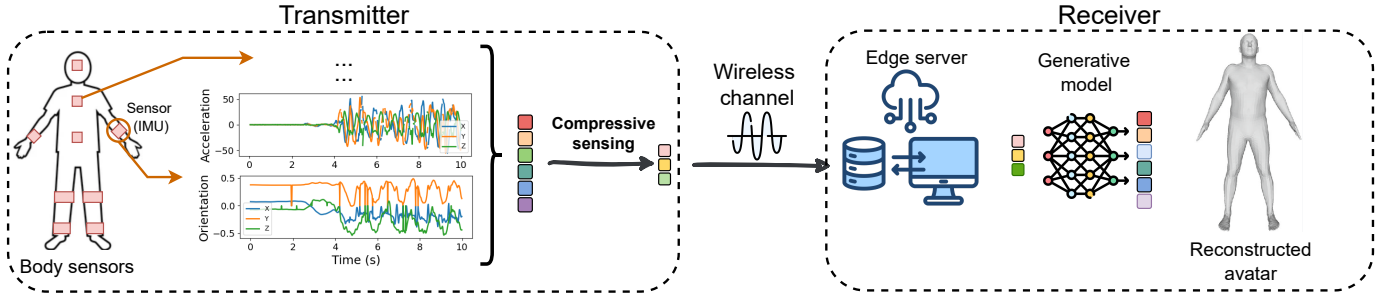 Transmitter
Receiver
Sensor
(IMU)
Body sensors
...
...
Acceleration
50
0
−50
X
Y
Z
0
2
4
6
8
10
Orientation
0.5
0.0
−0.5
X
Y
Z
0
2
4
6
8
10
Time (s)
Compressive
sensing
Wireless
channel
Edge server
Generative
model
Reconstructed
avatar